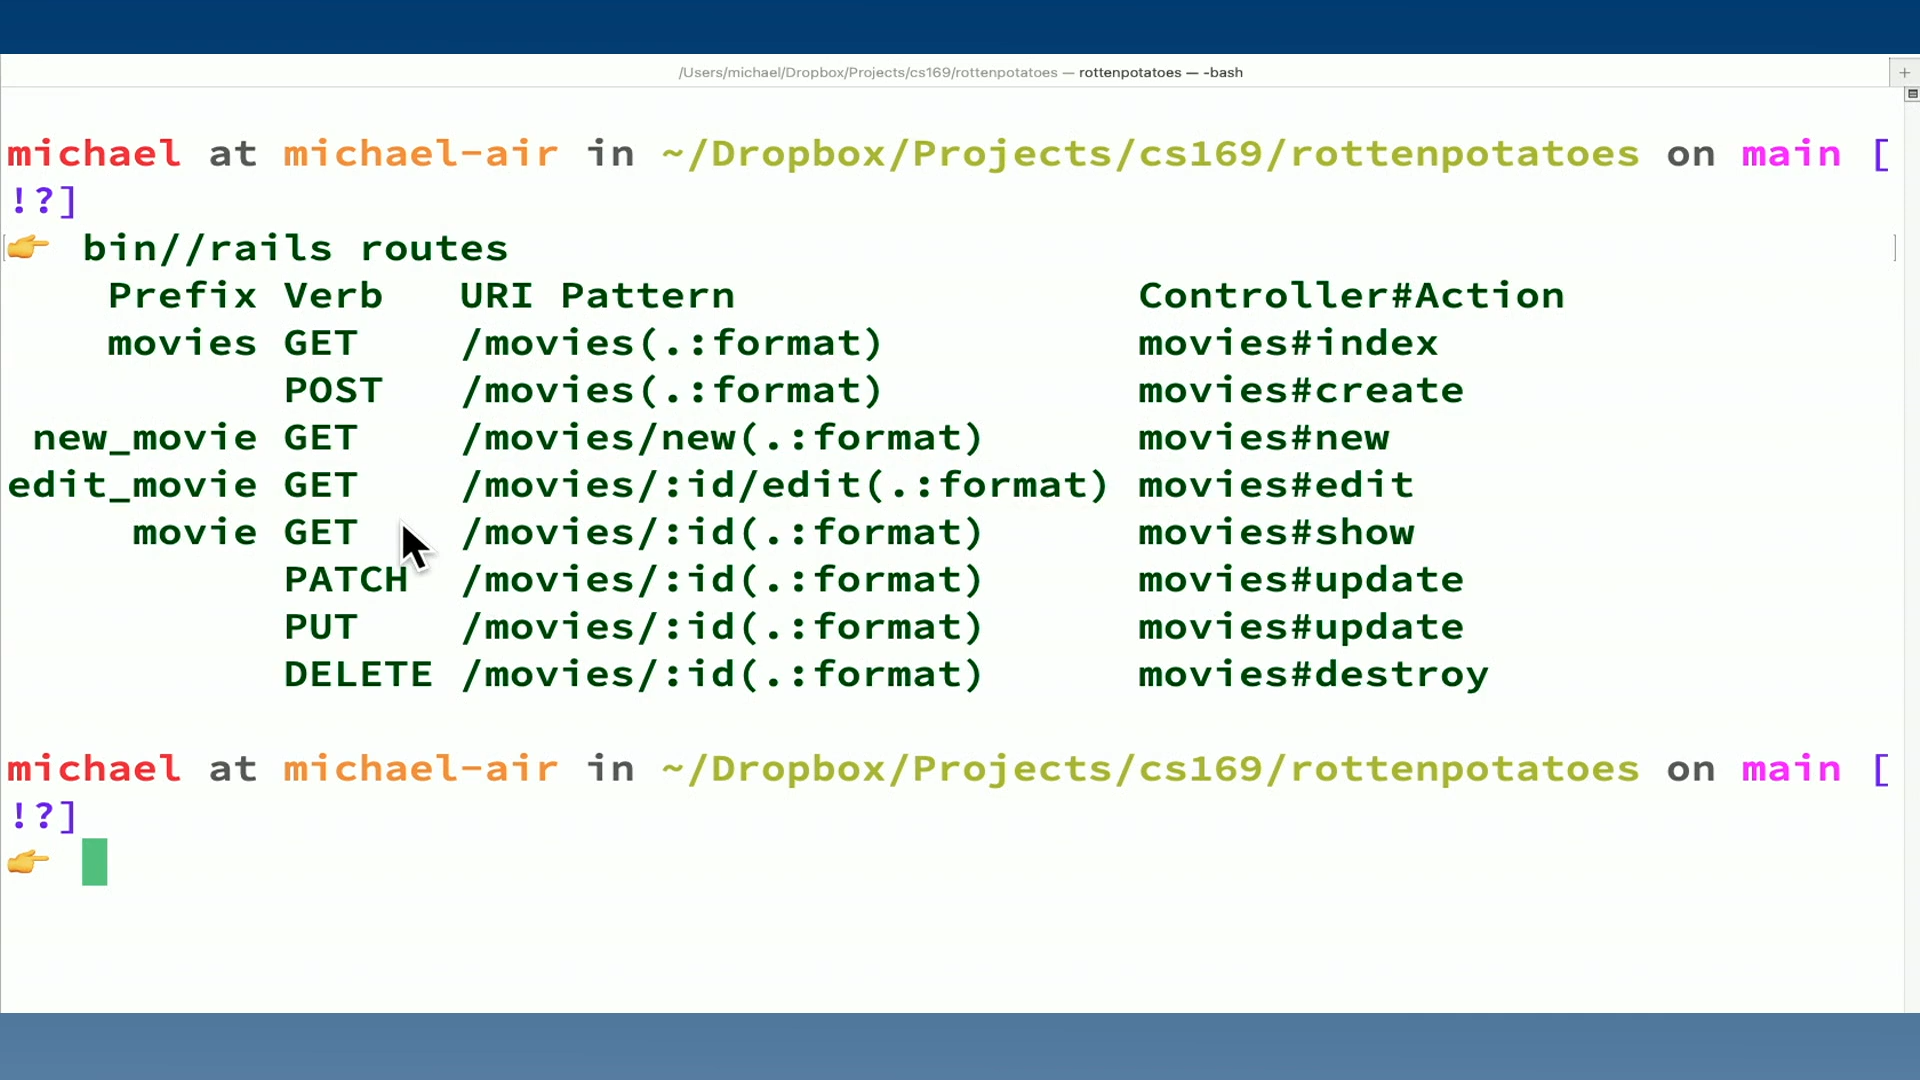 /Users/michael/Dropbox/Projects/cs169/rottenpotatoes — rottenpotatoes — -bash
michael at michael-air in ~/Dropbox/Projects/cs169/rottenpotatoes on main [
!?]
👉 bin//rails routes
Prefix Verb URI Pattern Controller#Action
movies GET /movies(.:format) movies#index
POST /movies(.:format) movies#create
new_movie GET /movies/new(.:format) movies#new
edit_movie GET /movies/:id/edit(.:format) movies#edit
movie GET /movies/:id(.:format) movies#show
PATCH /movies/:id(.:format) movies#update
PUT /movies/:id(.:format) movies#update
DELETE /movies/:id(.:format) movies#destroy
michael at michael-air in ~/Dropbox/Projects/cs169/rottenpotatoes on main [
!?]
👉